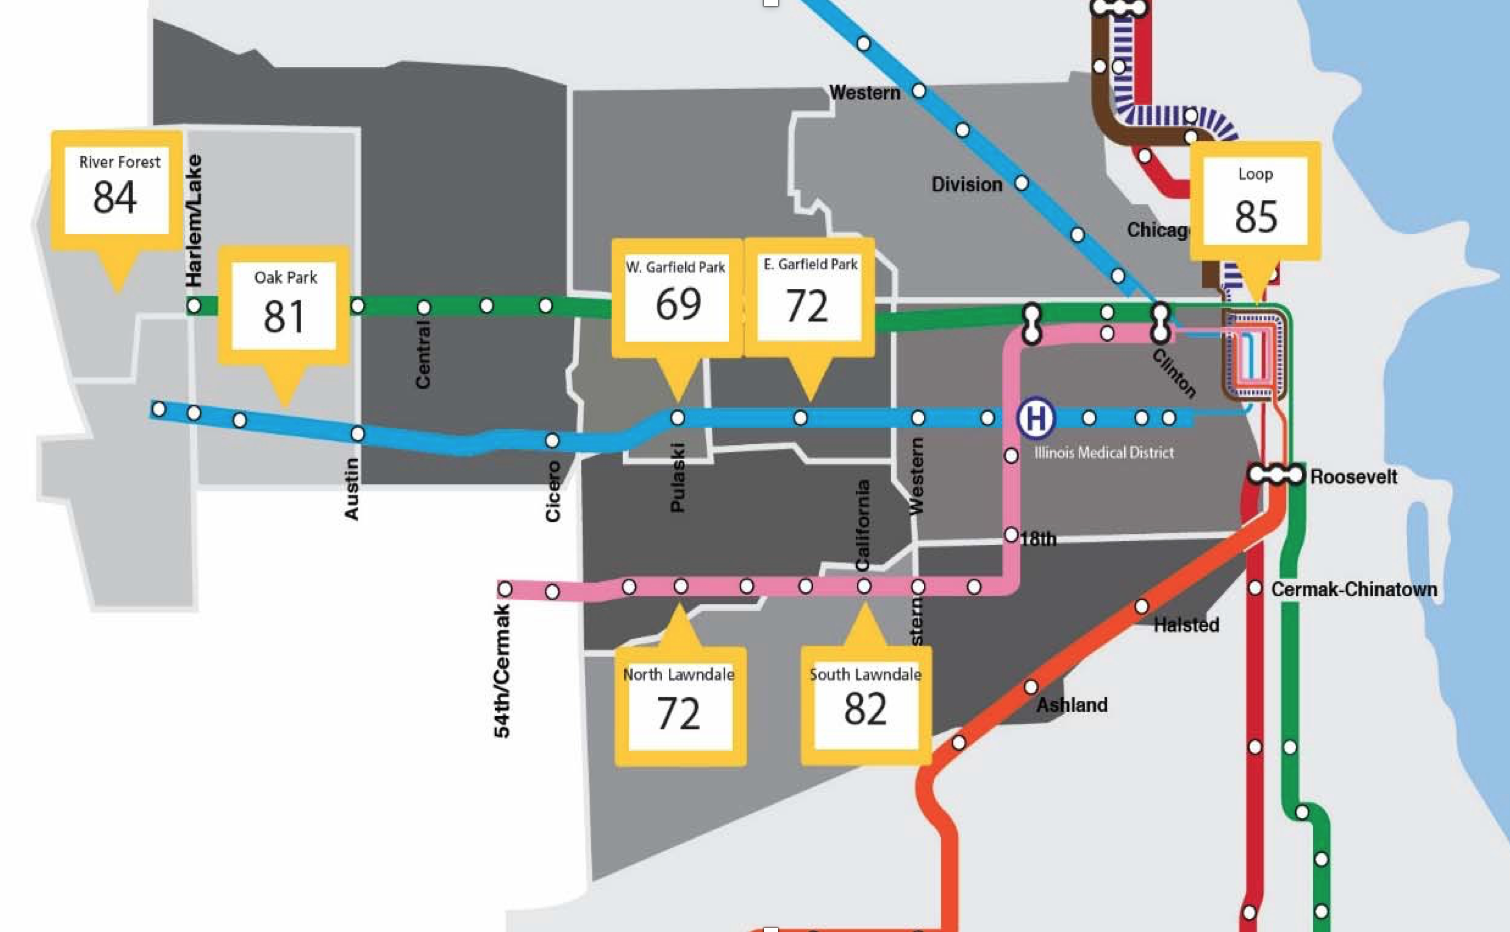 Western
Division
Chicag
River Forest
84
Harlem/Lake
Oak Park
81
W. Garfield Park
69
E. Garfield Park
72
Loop
85
Central
Clinton
H
Illinois Medical District
Austin
Cicero
Pulaski
California
Western
Roosevelt
18th
Cermak-Chinatown
54th/Cermak
stern
Halsted
North Lawndale
72
South Lawndale
82
Ashland